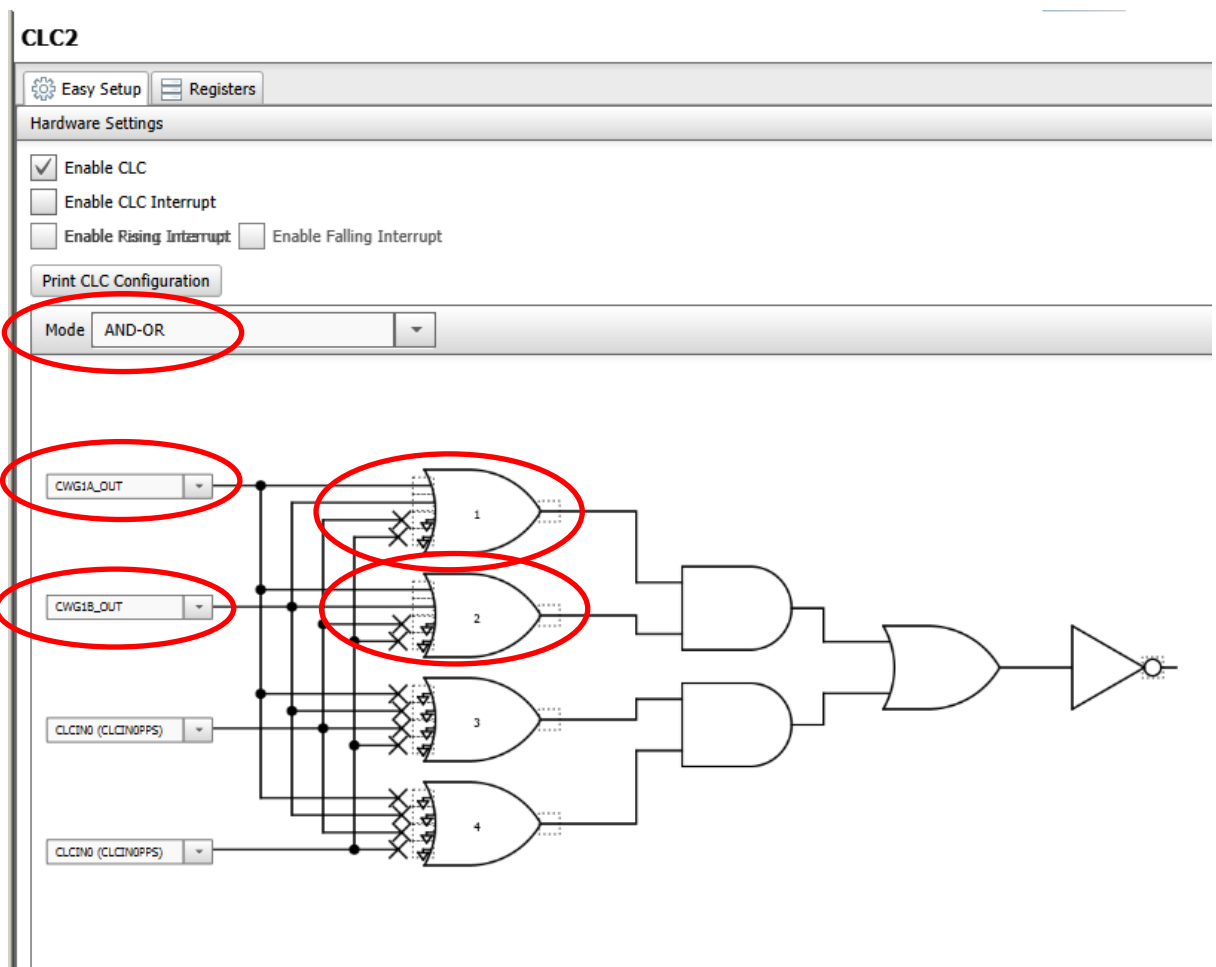 CLC2
Easy Setup Registers
Hardware Settings
Enable CLC
Enable CLC Interrupt
Enable Rising Interrupt Enable Falling Interrupt
Print CLC Configuration
Mode AND-OR
CWG1A_OUT
1
CWG1B_OUT
2
CLCIN0 (CLCIN0PPS)
3
4
CLCIN0 (CLCIN0PPS)